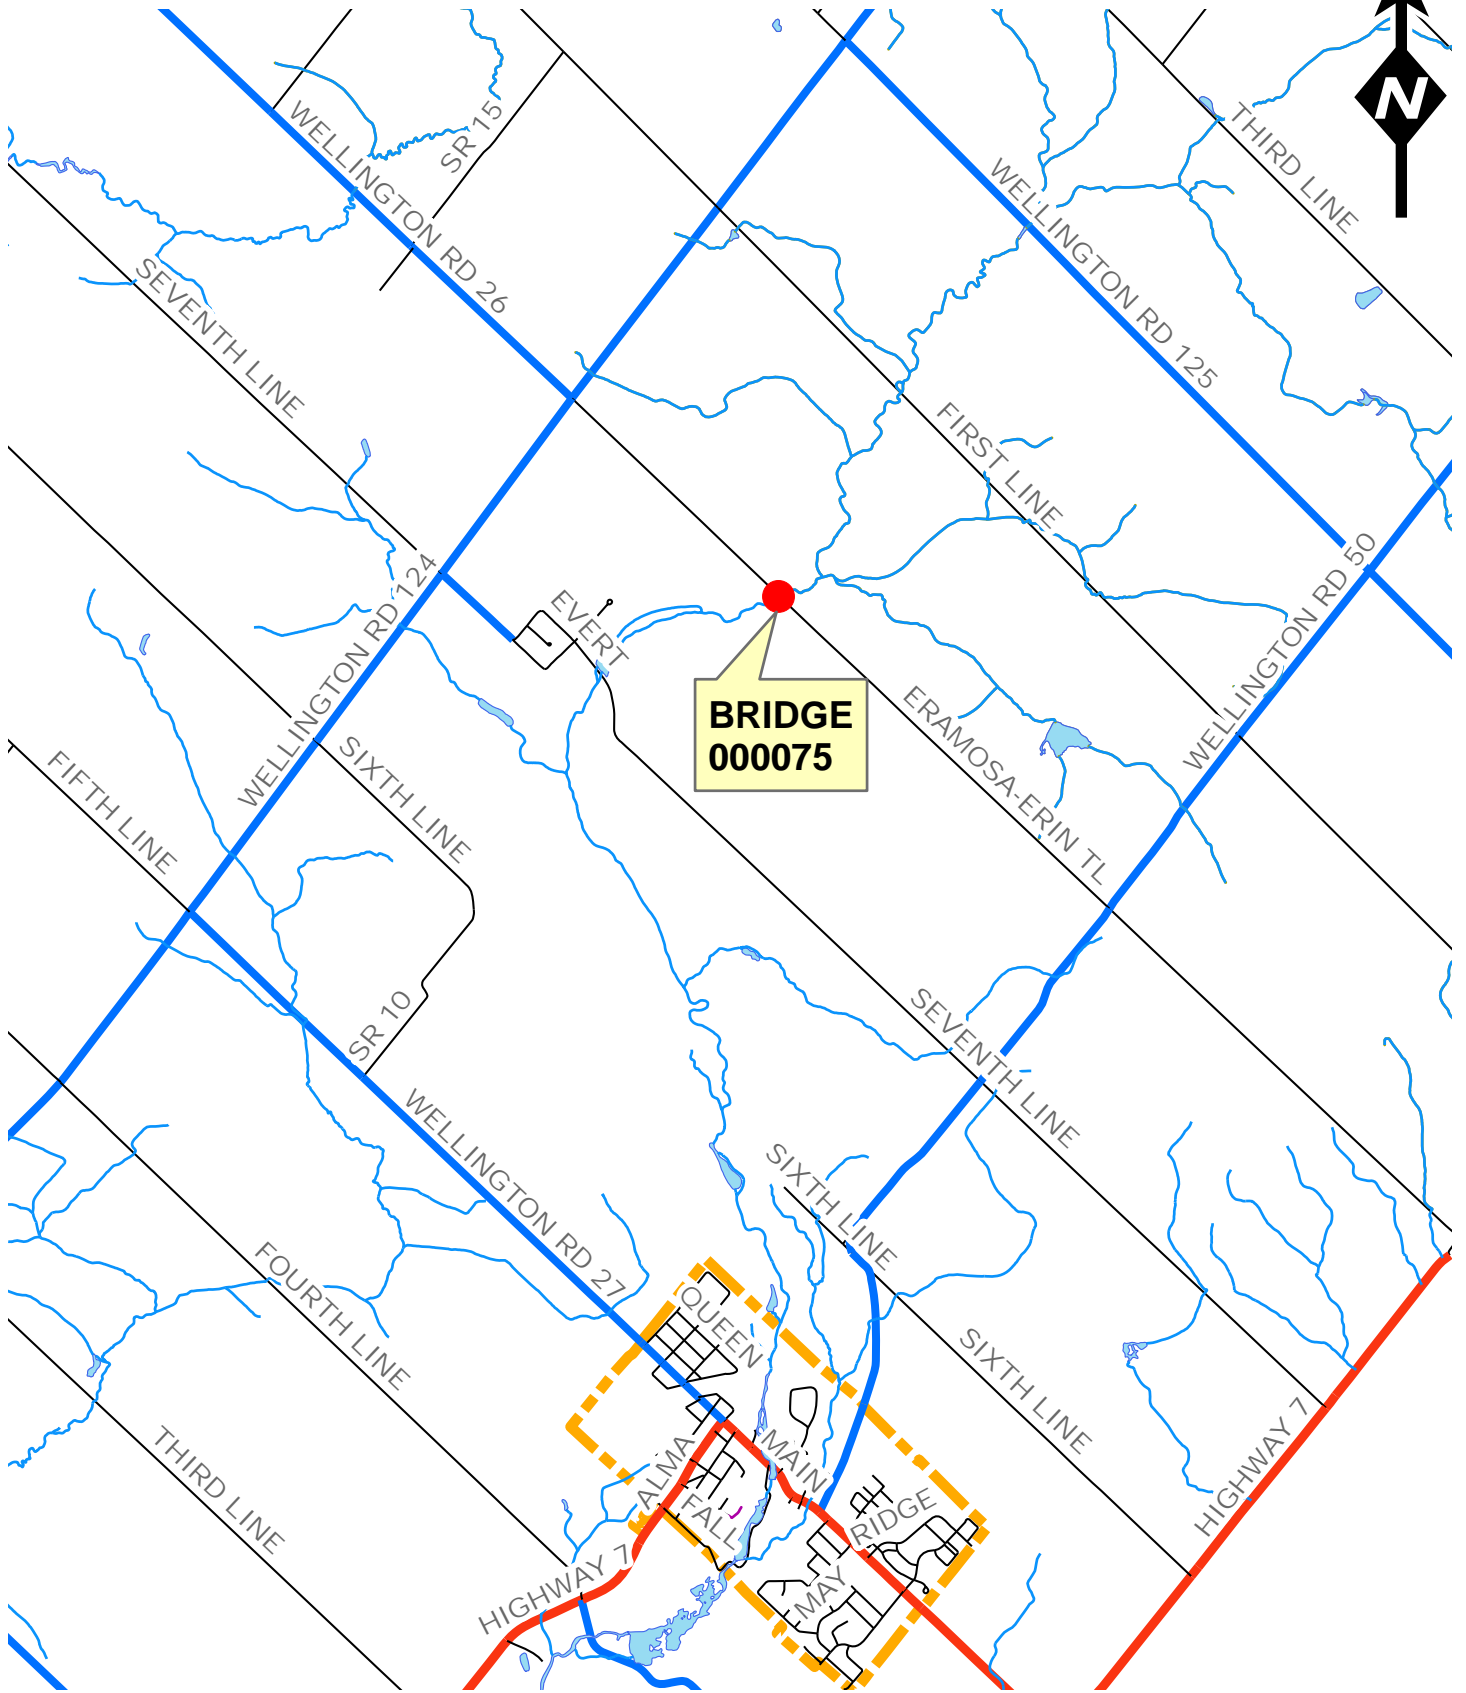 N
SR 15
WELLINGTON RD 26
THIRD LINE
WELLINGTON RD 125
SEVENTH LINE
FIRST LINE
WELLINGTON RD 124
WELLINGTON RD 50
EVERT
BRIDGE
000075
ERAMOSA-ERIN TL
FIFTH LINE
SIXTH LINE
SR 10
SEVENTH LINE
WELLINGTON RD 27
SIXTH LINE
FOURTH LINE
QUEEN
SIXTH LINE
HIGHWAY 7
THIRD LINE
ALMA
MAIN
FALL
RIDGE
HIGHWAY 7
MAY